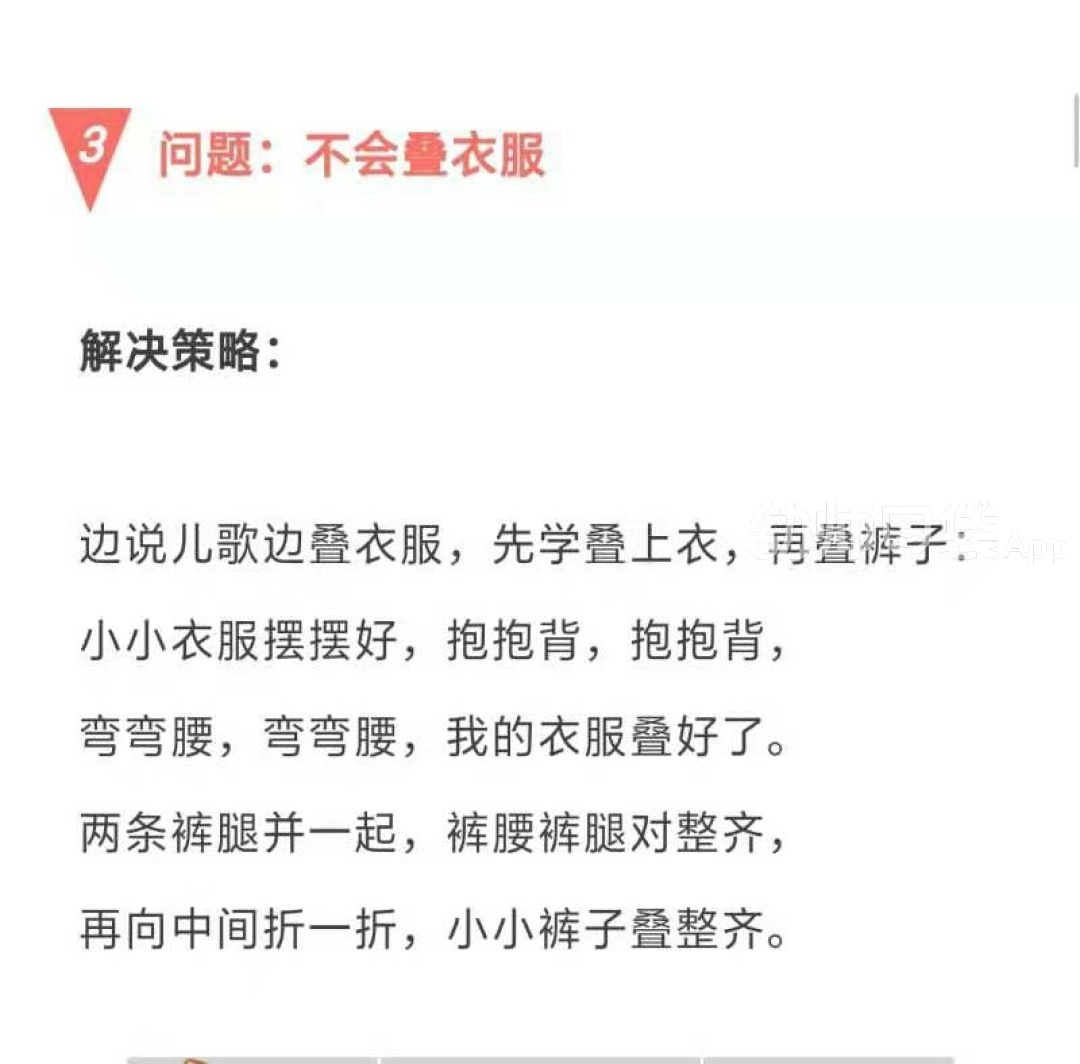 3
问题：不会叠衣服
解决策略：
边说儿歌边叠衣服，先学叠上衣，再叠裤子：
小小衣服摆摆好，抱抱背，抱抱背，
弯弯腰，弯弯腰，我的衣服叠好了。
两条裤腿并一起，裤腰裤腿对整齐，
再向中间折一折，小小裤子叠整齐。
App